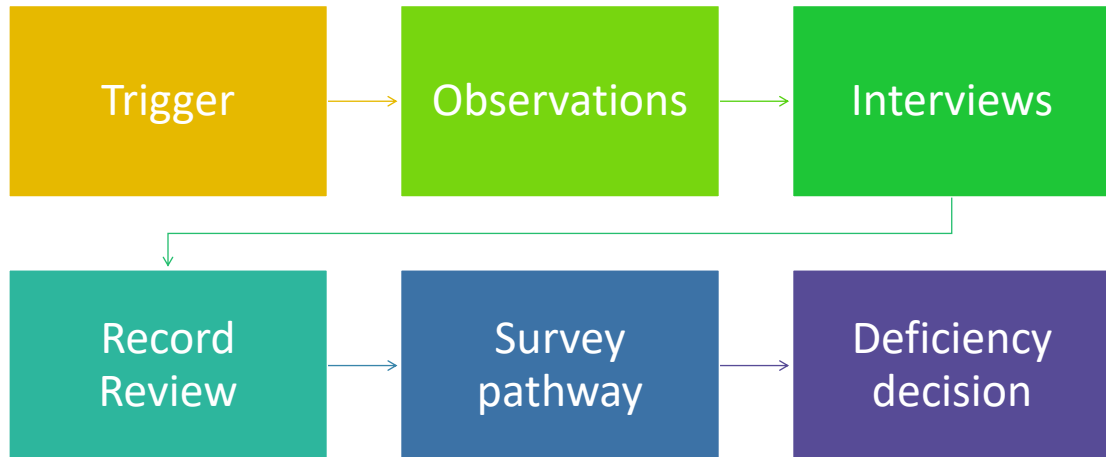 Trigger
Observations
Interviews
Record
Review
Survey
pathway
Deficiency
decision